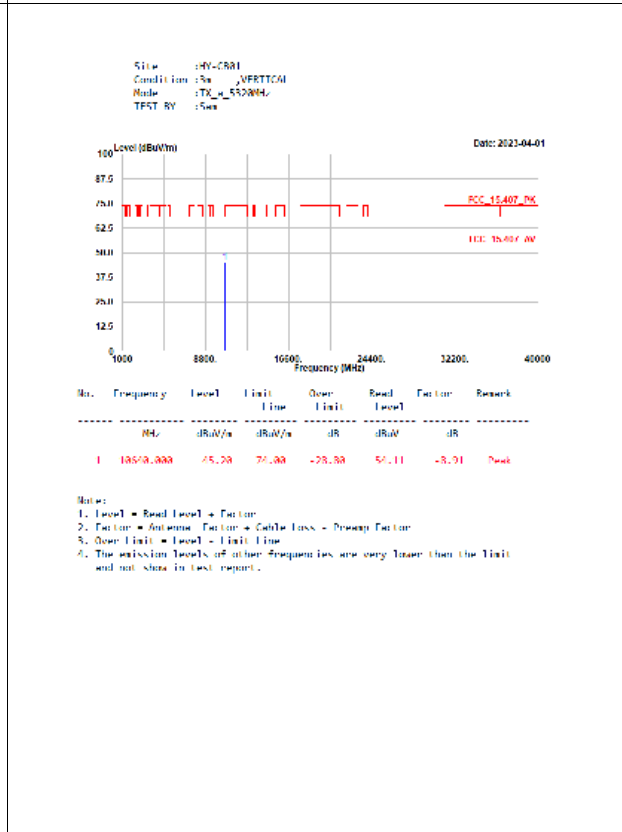 Site :HY-CB01
Condition :3m ,VERTICAL
Mode :TX_a_5320MHz
TEST BY :Sam
Level (dBuV/m)
Date: 2023-04-01
100
87.5
75.0
FCC_15.407_PK
62.5
FCC_15.407_AV
50.0
1
37.5
25.0
12.5
0
1000 8800. 16600. 24400. 32200. 40000
Frequency (MHz)
No. Frequency Level Limit Over Read Factor Remark
Line Limit Level
MHz dBuV/m dBuV/m dB dBuV dB
1 10640.000 45.20 74.00 -28.80 54.11 -8.91 Peak
Note:
1. Level = Read Level + Factor
2. Factor = Antenna Factor + Cable Loss - Preamp Factor
3. Over Limit = Level - Limit Line
4. The emission levels of other frequencies are very lower than the limit
and not show in test report.